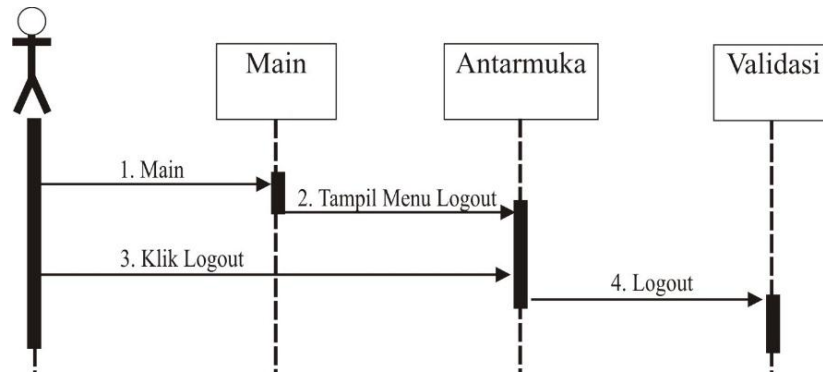 Main
Antarmuka
Validasi
1. Main
2. Tampil Menu Logout
3. Klik Logout
4. Logout